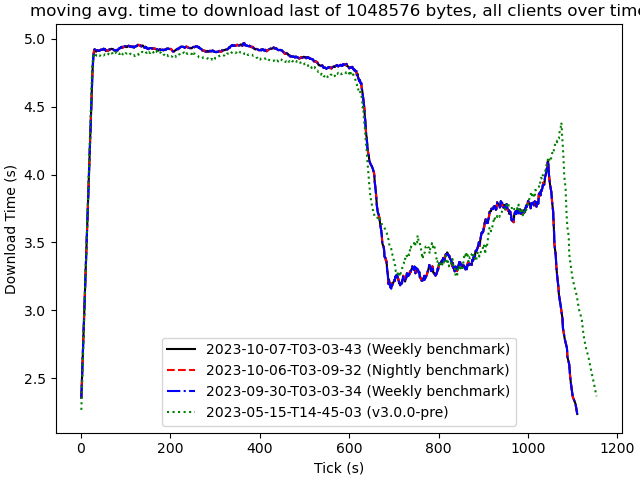 moving avg. time to download last of 1048576 bytes, all clients over time
5.0
4.5
4.0
3.5
3.0
2.5
Download Time (s)
2023-10-07-T03-03-43 (Weekly benchmark)
2023-10-06-T03-09-32 (Nightly benchmark)
2023-09-30-T03-03-34 (Weekly benchmark)
2023-05-15-T14-45-03 (v3.0.0-pre)
0 200 400 600 800 1000 1200
Tick (s)